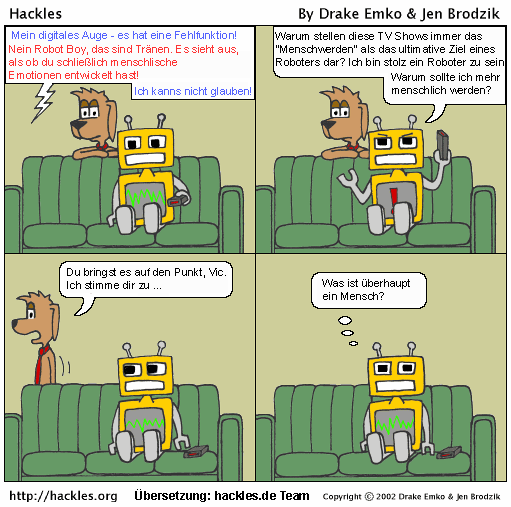 Hackles
By Drake Emko & Jen Brodzik
Mein digitales Auge - es hat eine Fehlfunktion!
Nein Robot Boy, das sind Tränen. Es sieht aus,
als ob du schließlich menschlische
Emotionen entwickelt hast!
Ich kanns nicht glauben!
Warum stellen diese TV Shows immer das
"Menschwerden" als das ultimative Ziel eines
Roboters dar? Ich bin stolz ein Roboter zu sein
Warum sollte ich mehr
menschlich werden?
Du bringst es auf den Punkt, Vic.
Ich stimme dir zu ...
Was ist überhaupt
ein Mensch?
http://hackles.org
Übersetzung: hackles.de Team
Copyright © 2002 Drake Emko & Jen Brodzik